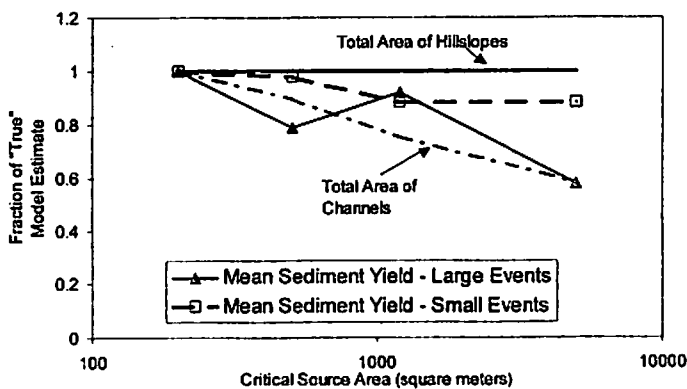 1.2
1
0.8
0.6
0.4
0.2
0
Fraction of "True"
Model Estimate
Total Area of Hillslopes
Total Area of
Channels
Mean Sediment Yield - Large Events
Mean Sediment Yield - Small Events
100
1000
10000
Critical Source Area (square meters)